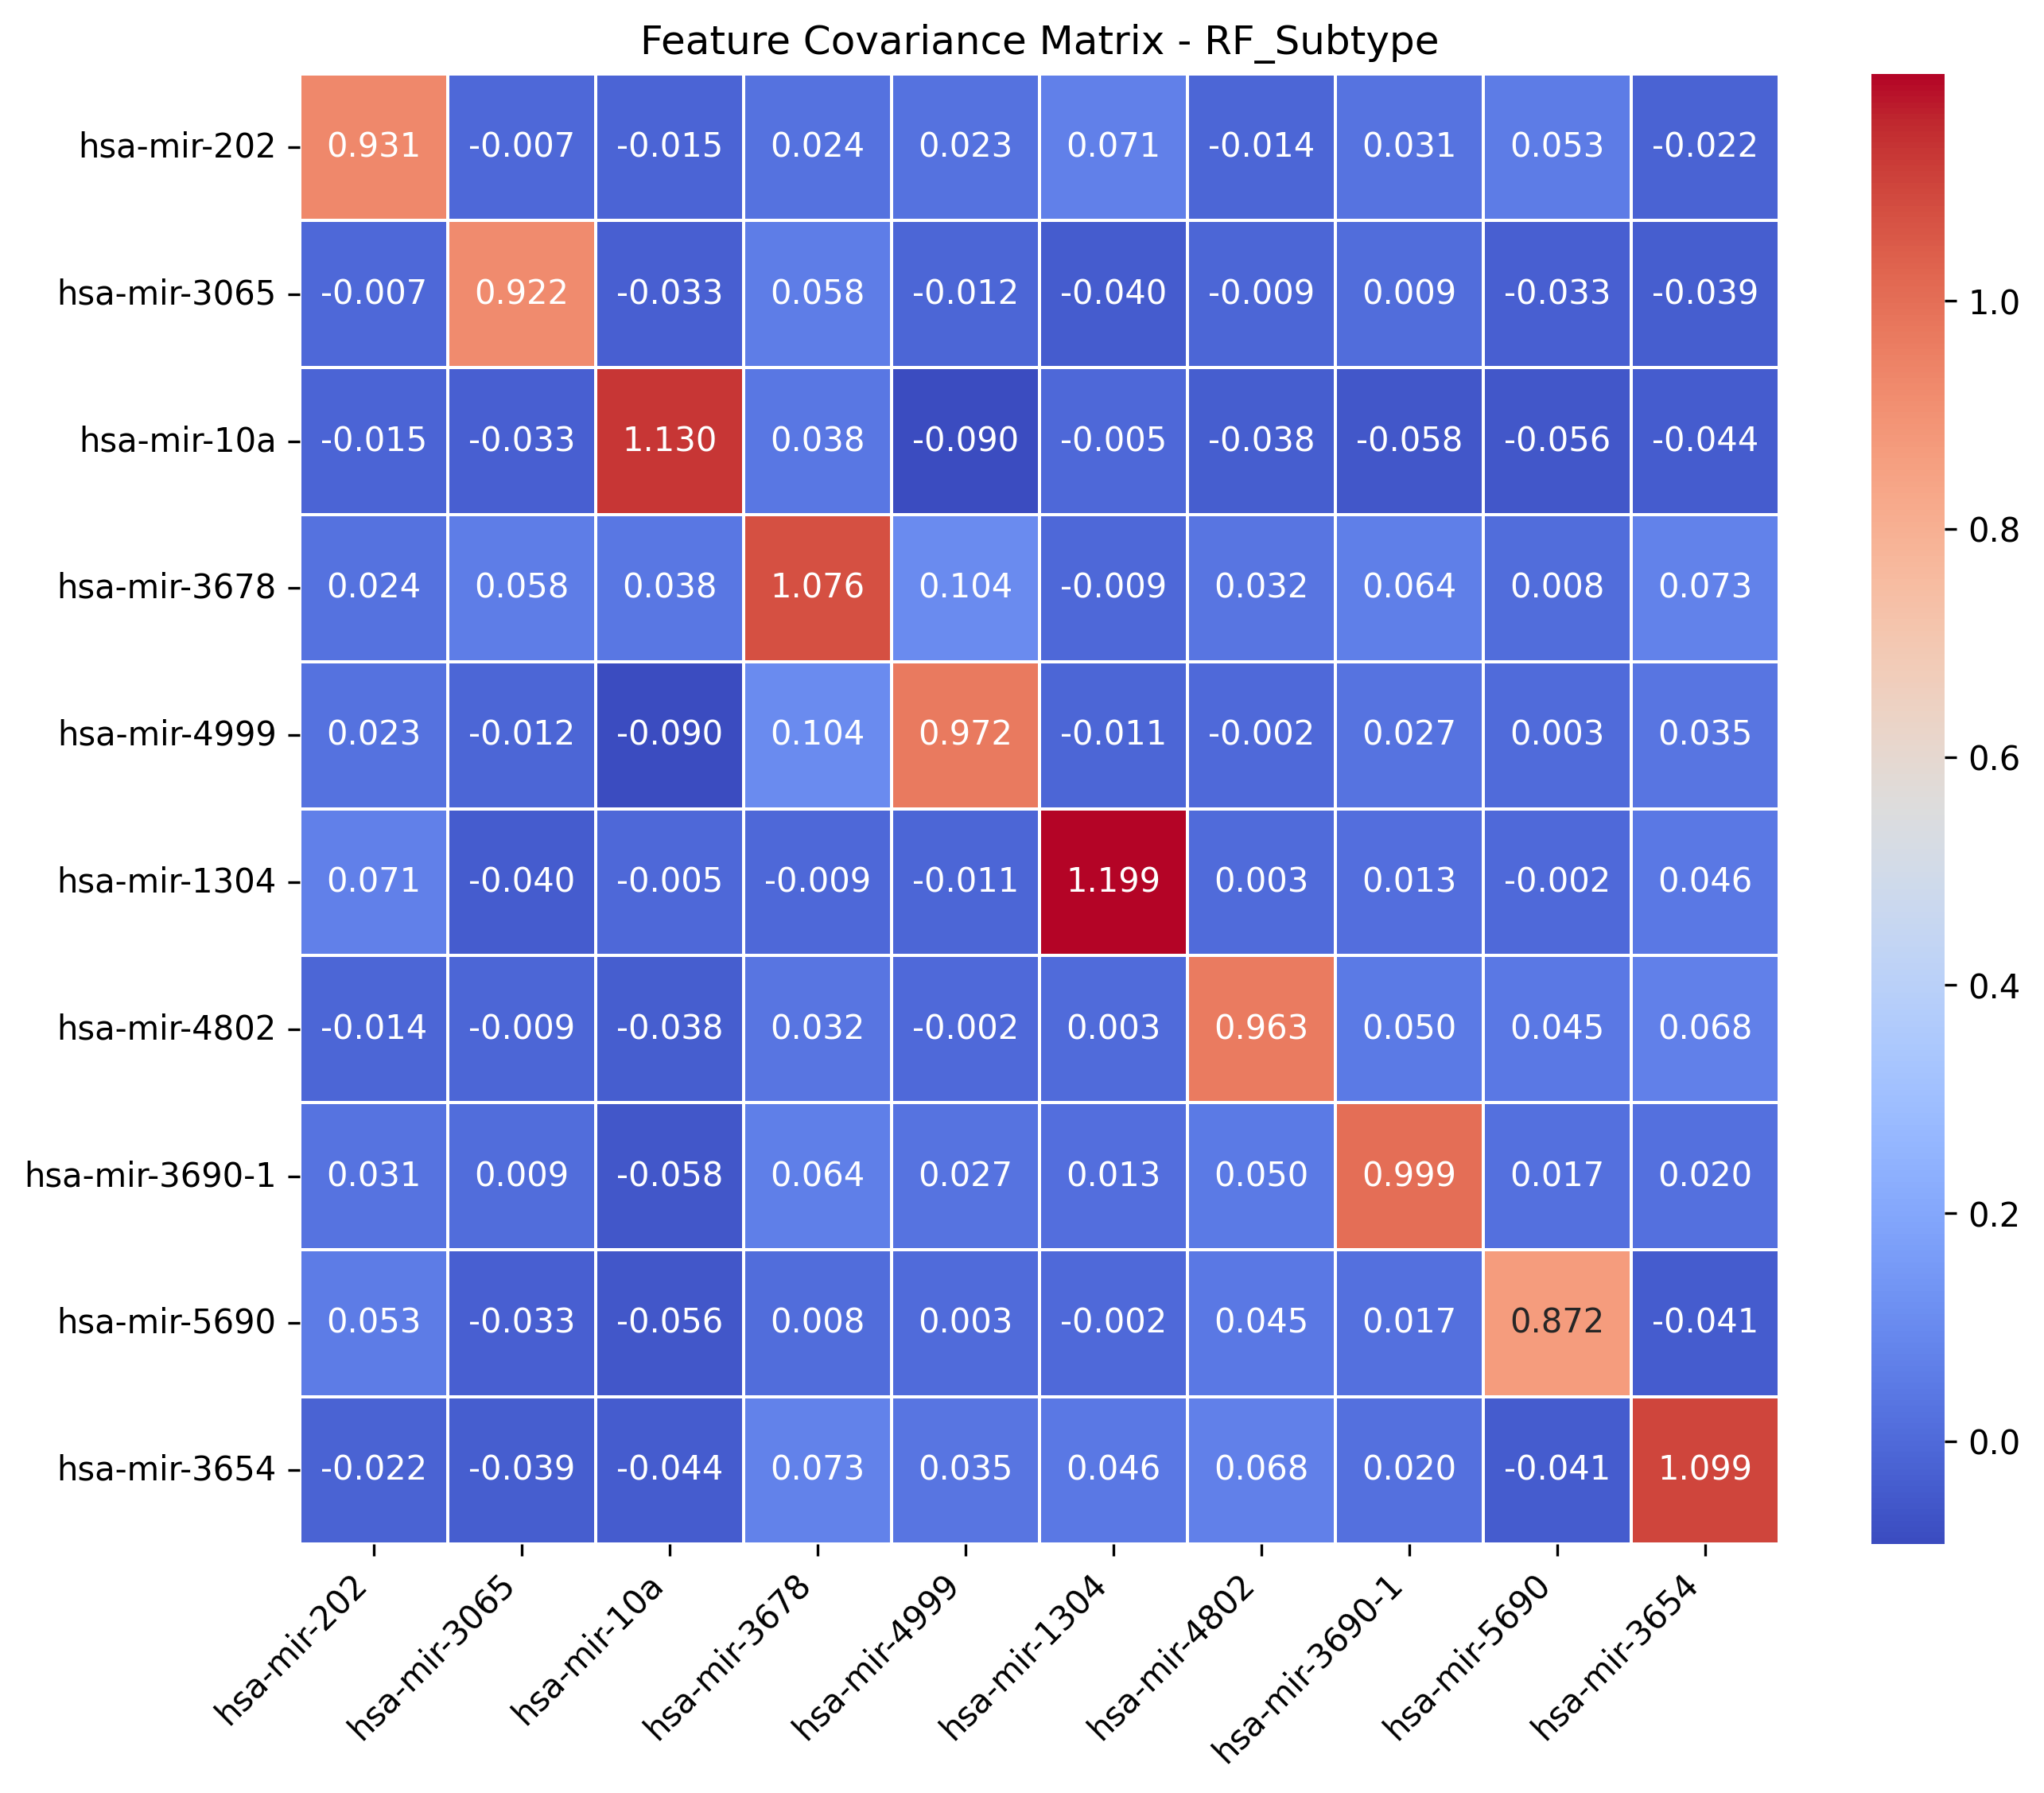 Feature Covariance Matrix - RF_Subtype
hsa-mir-202 0.931 -0.007 -0.015 0.024 0.023 0.071 -0.014 0.031 0.053 -0.022
hsa-mir-3065 -0.007 0.922 -0.033 0.058 -0.012 -0.040 -0.009 0.009 -0.033 -0.039
hsa-mir-10a -0.015 -0.033 1.130 0.038 -0.090 -0.005 -0.038 -0.058 -0.056 -0.044
hsa-mir-3678 0.024 0.058 0.038 1.076 0.104 -0.009 0.032 0.064 0.008 0.073
hsa-mir-4999 0.023 -0.012 -0.090 0.104 0.972 -0.011 -0.002 0.027 0.003 0.035
hsa-mir-1304 0.071 -0.040 -0.005 -0.009 -0.011 1.199 0.003 0.013 -0.002 0.046
hsa-mir-4802 -0.014 -0.009 -0.038 0.032 -0.002 0.003 0.963 0.050 0.045 0.068
hsa-mir-3690-1 0.031 0.009 -0.058 0.064 0.027 0.013 0.050 0.999 0.017 0.020
hsa-mir-5690 0.053 -0.033 -0.056 0.008 0.003 -0.002 0.045 0.017 0.872 -0.041
hsa-mir-3654 -0.022 -0.039 -0.044 0.073 0.035 0.046 0.068 0.020 -0.041 1.099
hsa-mir-202 hsa-mir-3065 hsa-mir-10a hsa-mir-3678 hsa-mir-4999 hsa-mir-1304 hsa-mir-4802 hsa-mir-3690-1 hsa-mir-5690 hsa-mir-3654
1.0
0.8
0.6
0.4
0.2
0.0